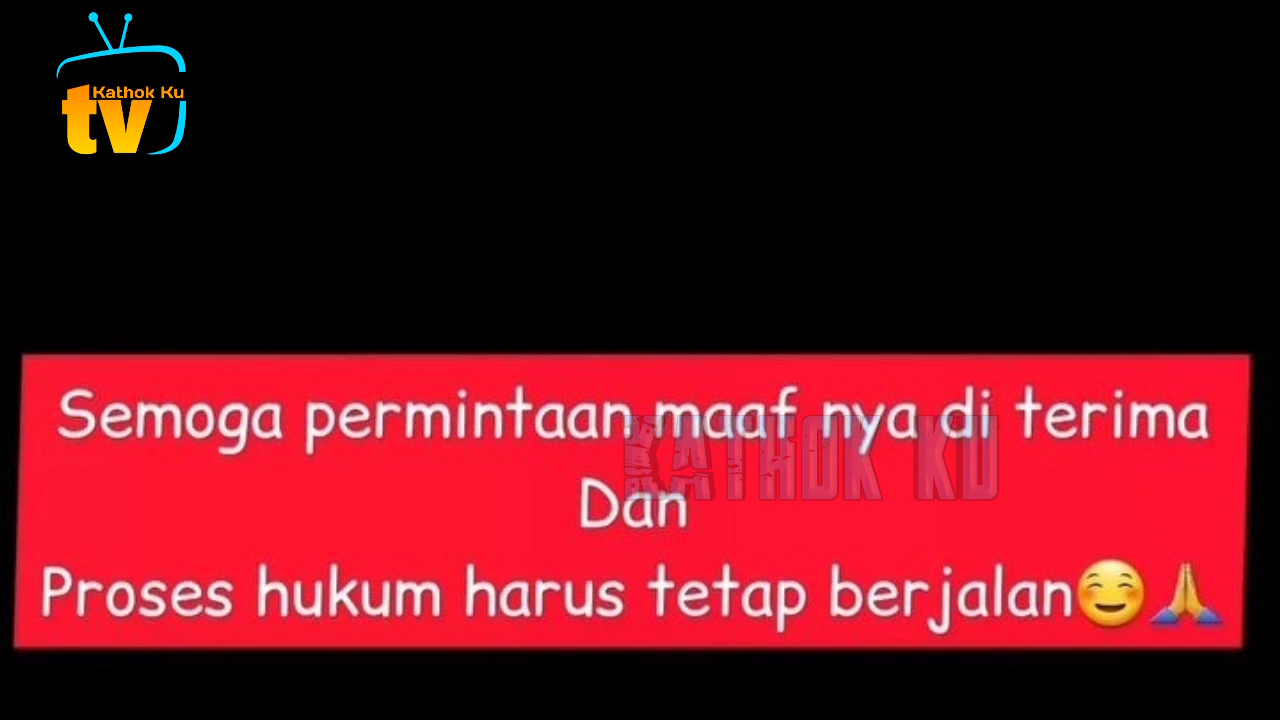 Kathok Ku
tv
Semoga permintaan maaf nya di terima
KATHOK KU
Dan
Proses hukum harus tetap berjalan☺️🙏